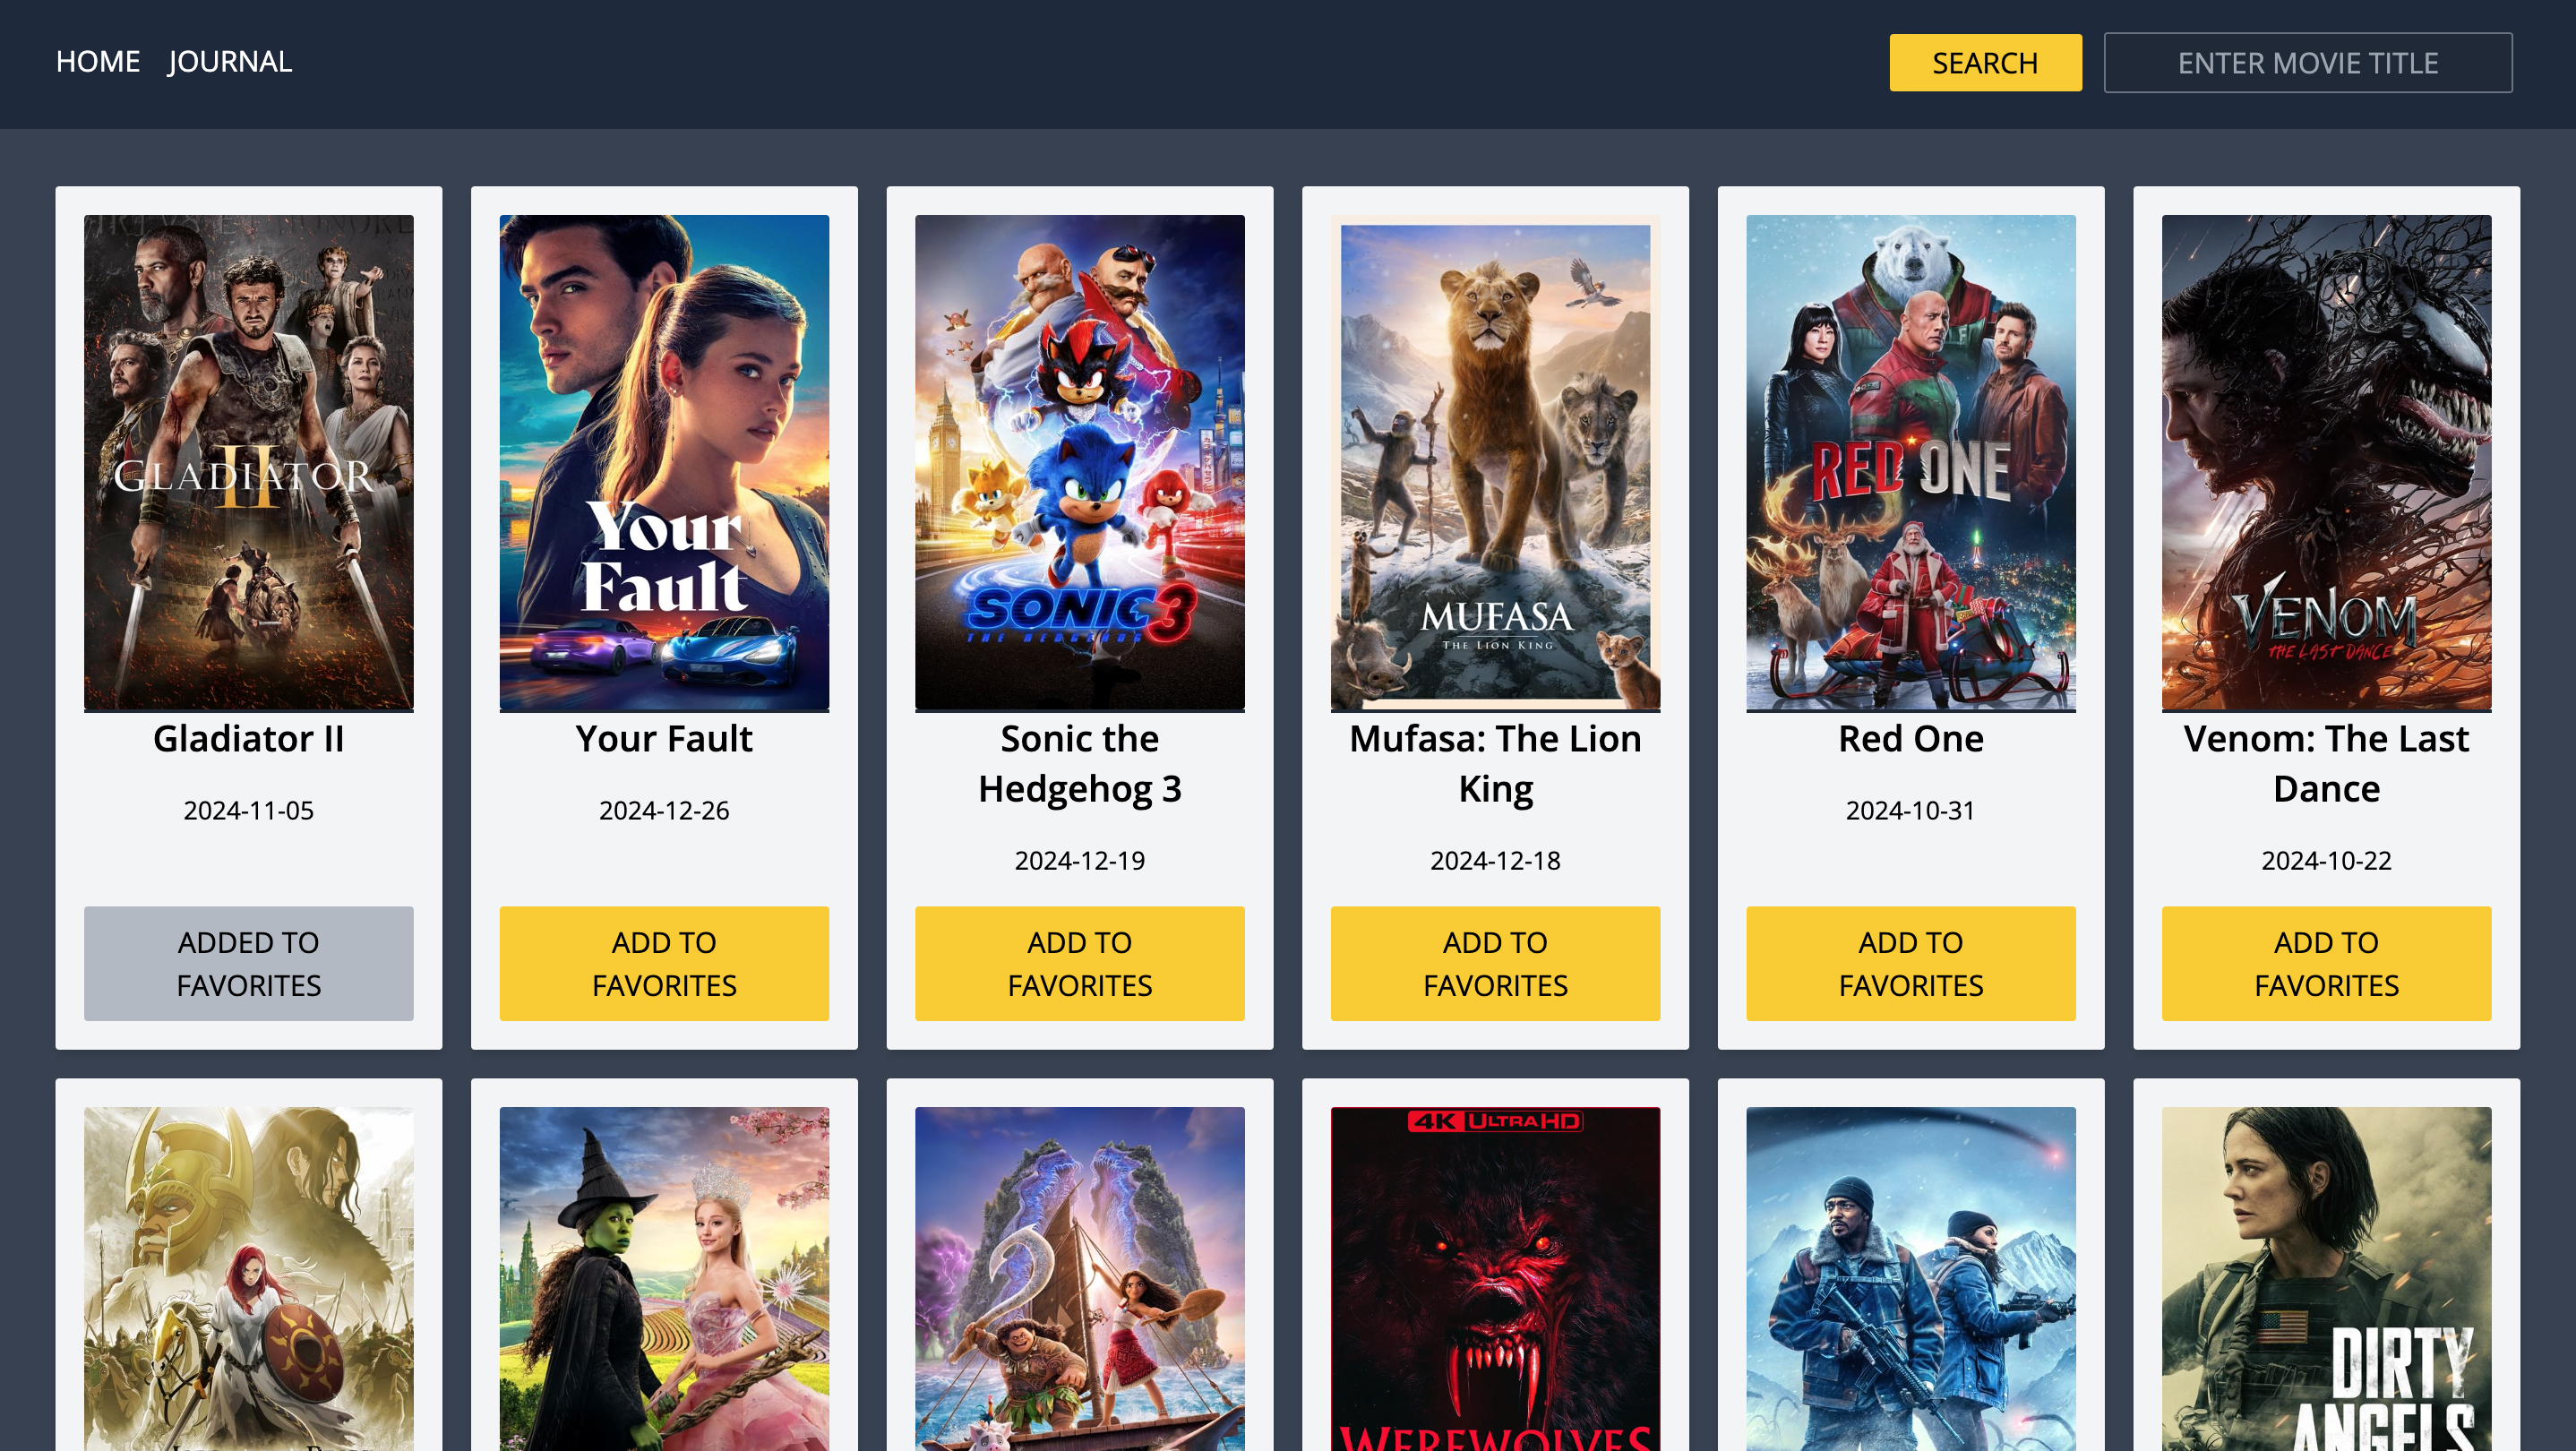 HOME JOURNAL
SEARCH
ENTER MOVIE TITLE
GLADIATOR
II
Your
Fault
SONIC 3
THE HEDGEHOG
MUFASA
THE LION KING
RED ONE
VENOM
THE LAST DANCE
Gladiator II
Your Fault
Sonic the
Hedgehog 3
Mufasa: The Lion
King
Red One
Venom: The Last
Dance
2024-11-05
2024-12-26
2024-12-19
2024-12-18
2024-10-31
2024-10-22
ADDED TO
FAVORITES
ADD TO
FAVORITES
ADD TO
FAVORITES
ADD TO
FAVORITES
ADD TO
FAVORITES
ADD TO
FAVORITES
4K ULTRA HD
WEREWOLVES
DIRTY
ANGELS